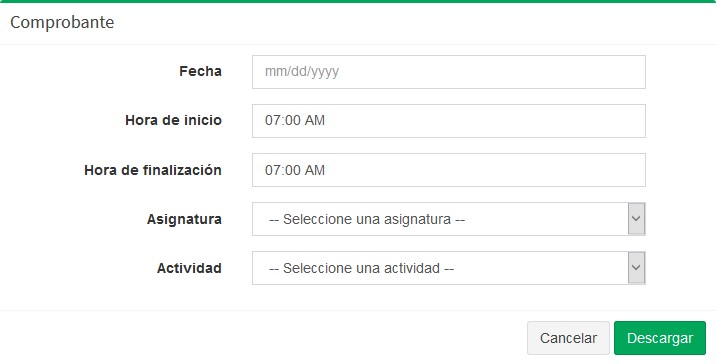 Comprobante
Fecha mm/dd/yyyy
Hora de inicio 07:00 AM
Hora de finalización 07:00 AM
Asignatura -- Seleccione una asignatura --
Actividad -- Seleccione una actividad --
Cancelar Descargar